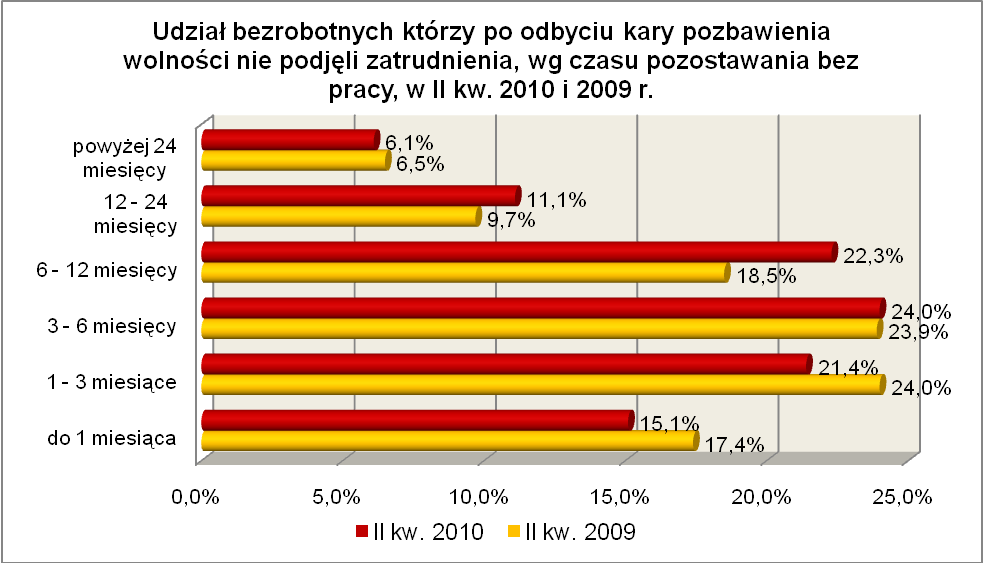 Udział bezrobotnych którzy po odbyciu kary pozbawienia
wolności nie podjęli zatrudnienia, wg czasu pozostawania bez
pracy, w II kw. 2010 i 2009 r.
powyżej 24
miesięcy
6,1%
6,5%
12 - 24
miesięcy
11,1%
9,7%
6 - 12 miesięcy
22,3%
18,5%
3 - 6 miesięcy
24,0%
23,9%
1 - 3 miesiące
21,4%
24,0%
do 1 miesiąca
15,1%
17,4%
0,0% 5,0% 10,0% 15,0% 20,0% 25,0%
II kw. 2010 II kw. 2009